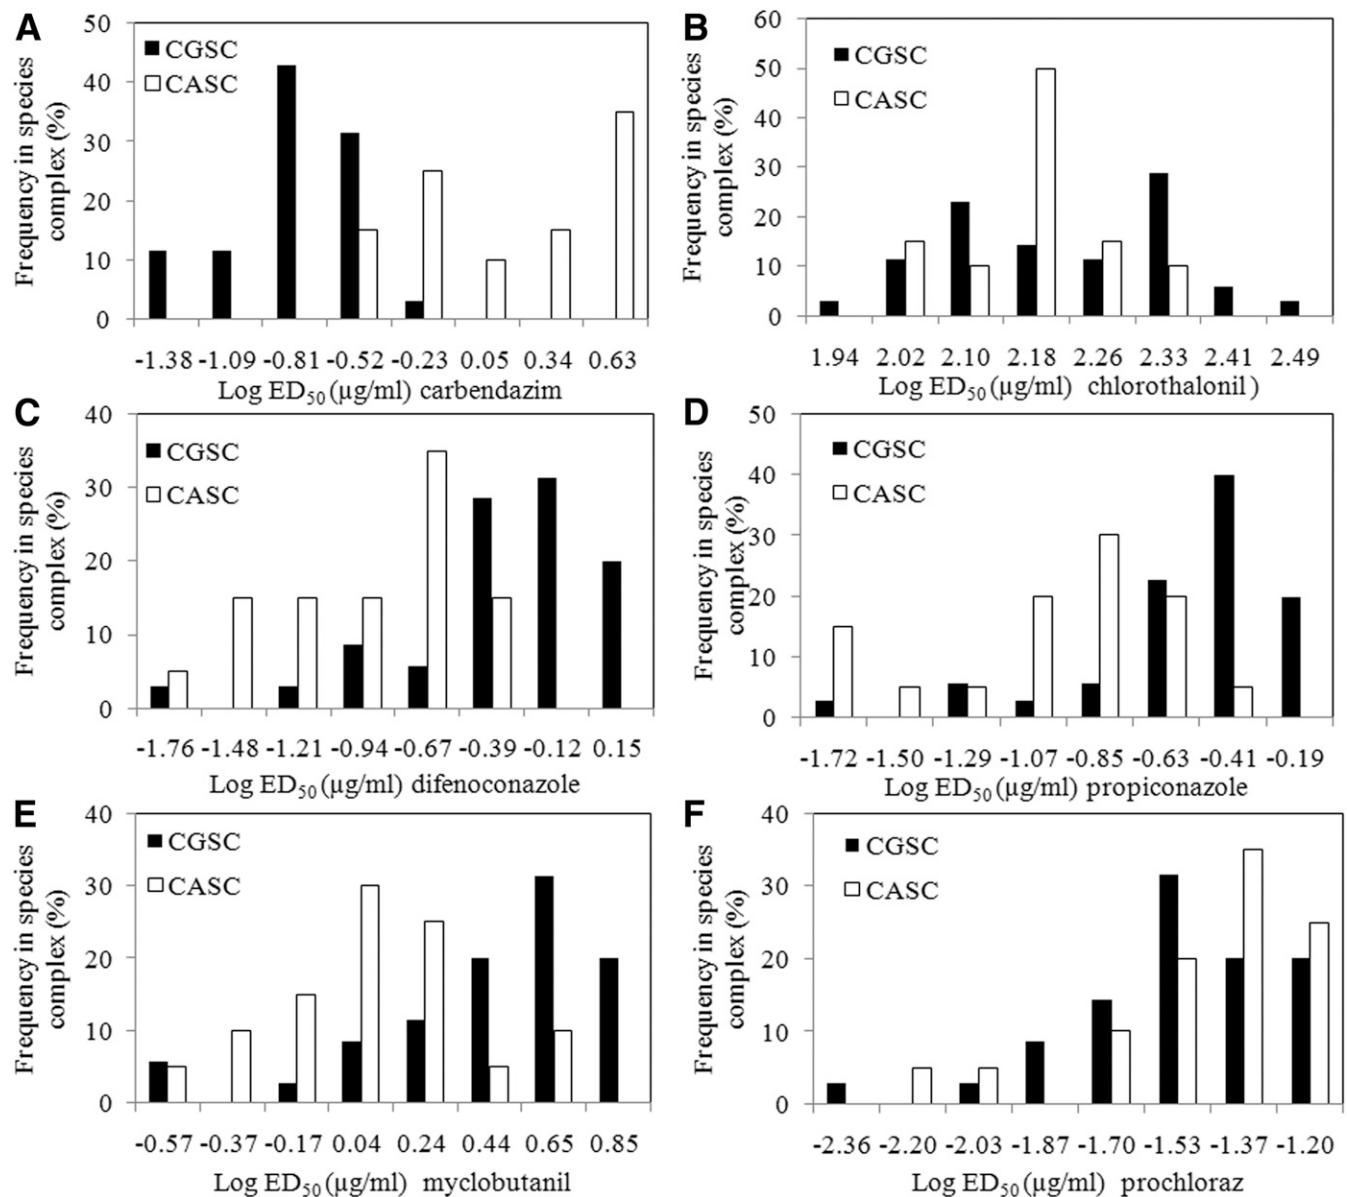 A
Frequency in species
complex (%)
50
40
30
20
10
0
CGSC
CASC
-1.38 -1.09 -0.81 -0.52 -0.23 0.05 0.34 0.63
Log ED50 (µg/ml) carbendazim
B
Frequency in species
complex (%)
60
50
40
30
20
10
0
CGSC
CASC
1.94 2.02 2.10 2.18 2.26 2.33 2.41 2.49
Log ED50 (µg/ml) chlorothalonil)
C
Frequency in species
complex (%)
40
30
20
10
0
CGSC
CASC
-1.76 -1.48 -1.21 -0.94 -0.67 -0.39 -0.12 0.15
Log ED50 (µg/ml) difenoconazole
D
Frequency in species
complex (%)
50
40
30
20
10
0
CGSC
CASC
-1.72 -1.50 -1.29 -1.07 -0.85 -0.63 -0.41 -0.19
Log ED50 (µg/ml) propiconazole
E
Frequency in species
complex (%)
40
30
20
10
0
CGSC
CASC
-0.57 -0.37 -0.17 0.04 0.24 0.44 0.65 0.85
Log ED50 (µg/ml) myclobutanil
F
Frequency in species
complex (%)
40
30
20
10
0
CGSC
CASC
-2.36 -2.20 -2.03 -1.87 -1.70 -1.53 -1.37 -1.20
Log ED50 (µg/ml) prochloraz